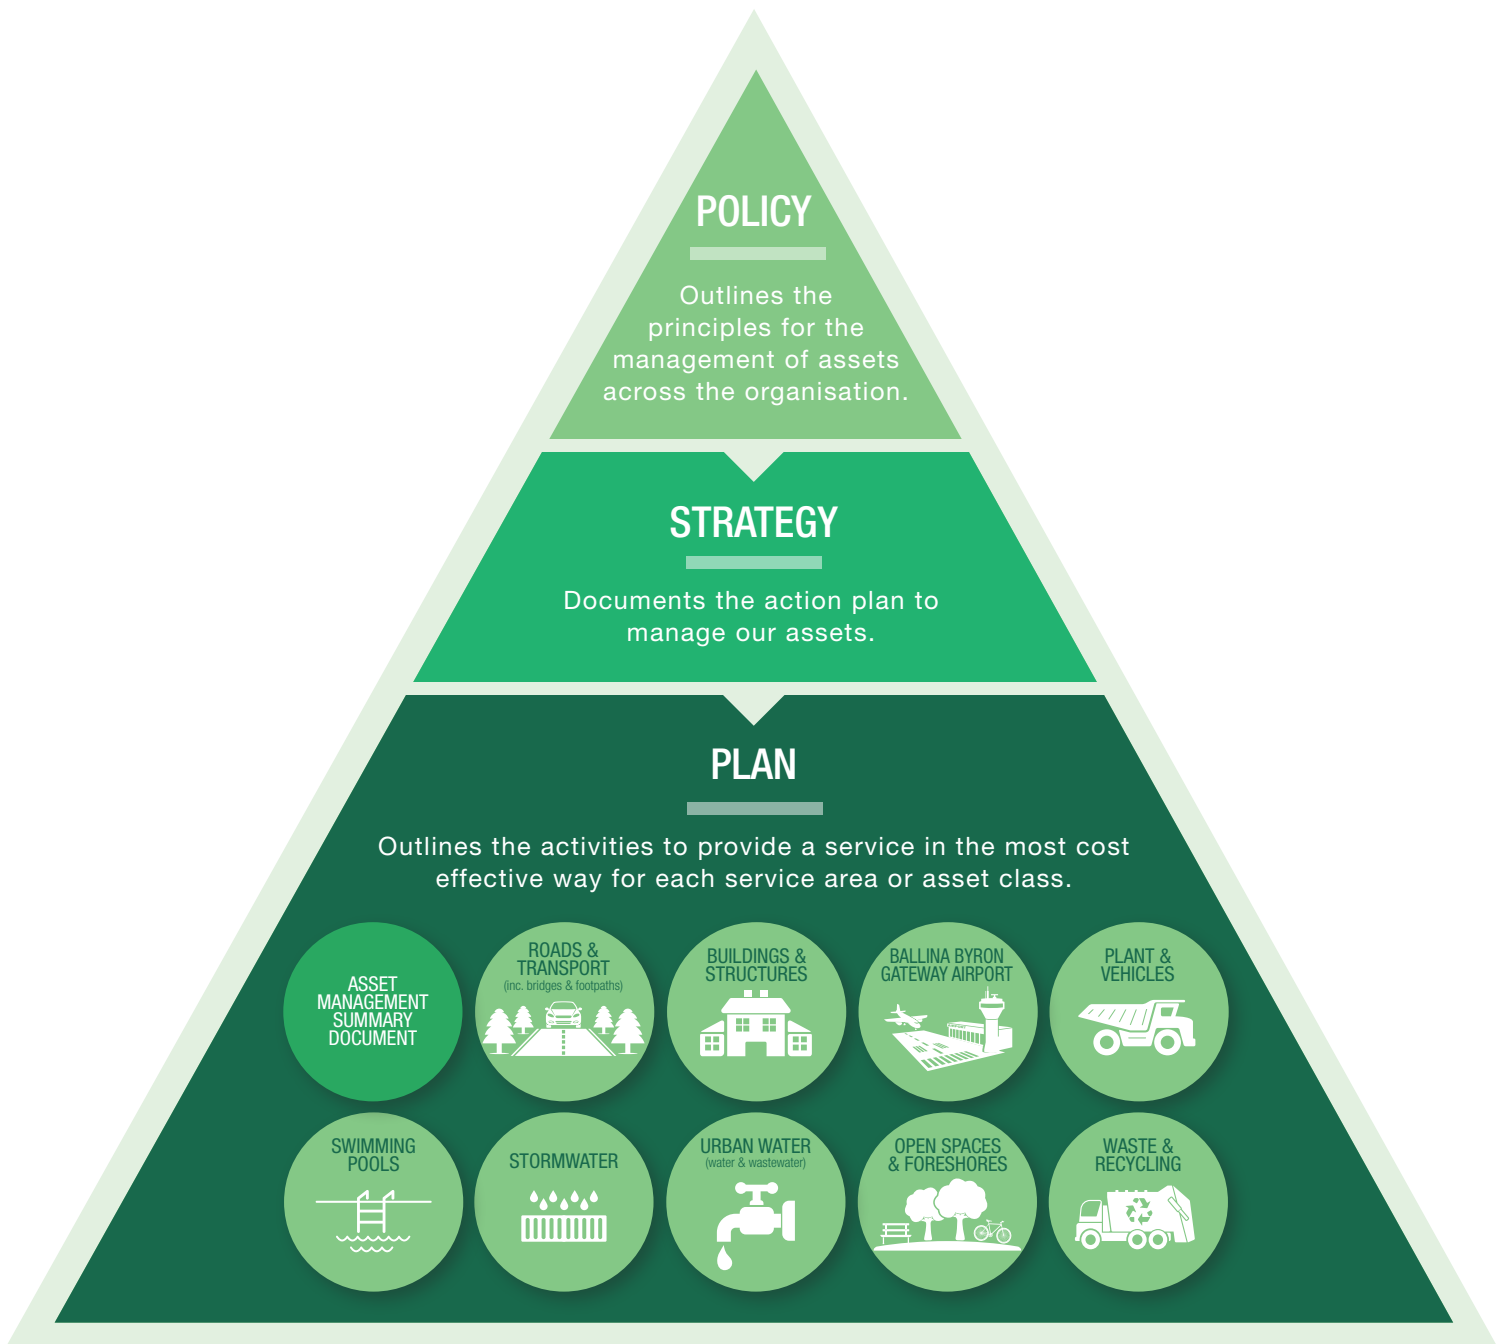 POLICY
Outlines the
principles for the
management of assets
across the organisation.
STRATEGY
Documents the action plan to
manage our assets.
PLAN
Outlines the activities to provide a service in the most cost
effective way for each service area or asset class.
ASSET
MANAGEMENT
SUMMARY
DOCUMENT
ROADS &
TRANSPORT
(inc. bridges & footpaths)
BUILDINGS &
STRUCTURES
BALLINA BYRON
GATEWAY AIRPORT
PLANT &
VEHICLES
SWIMMING
POOLS
STORMWATER
URBAN WATER
(water & wastewater)
OPEN SPACES
& FORESHORES
WASTE &
RECYCLING